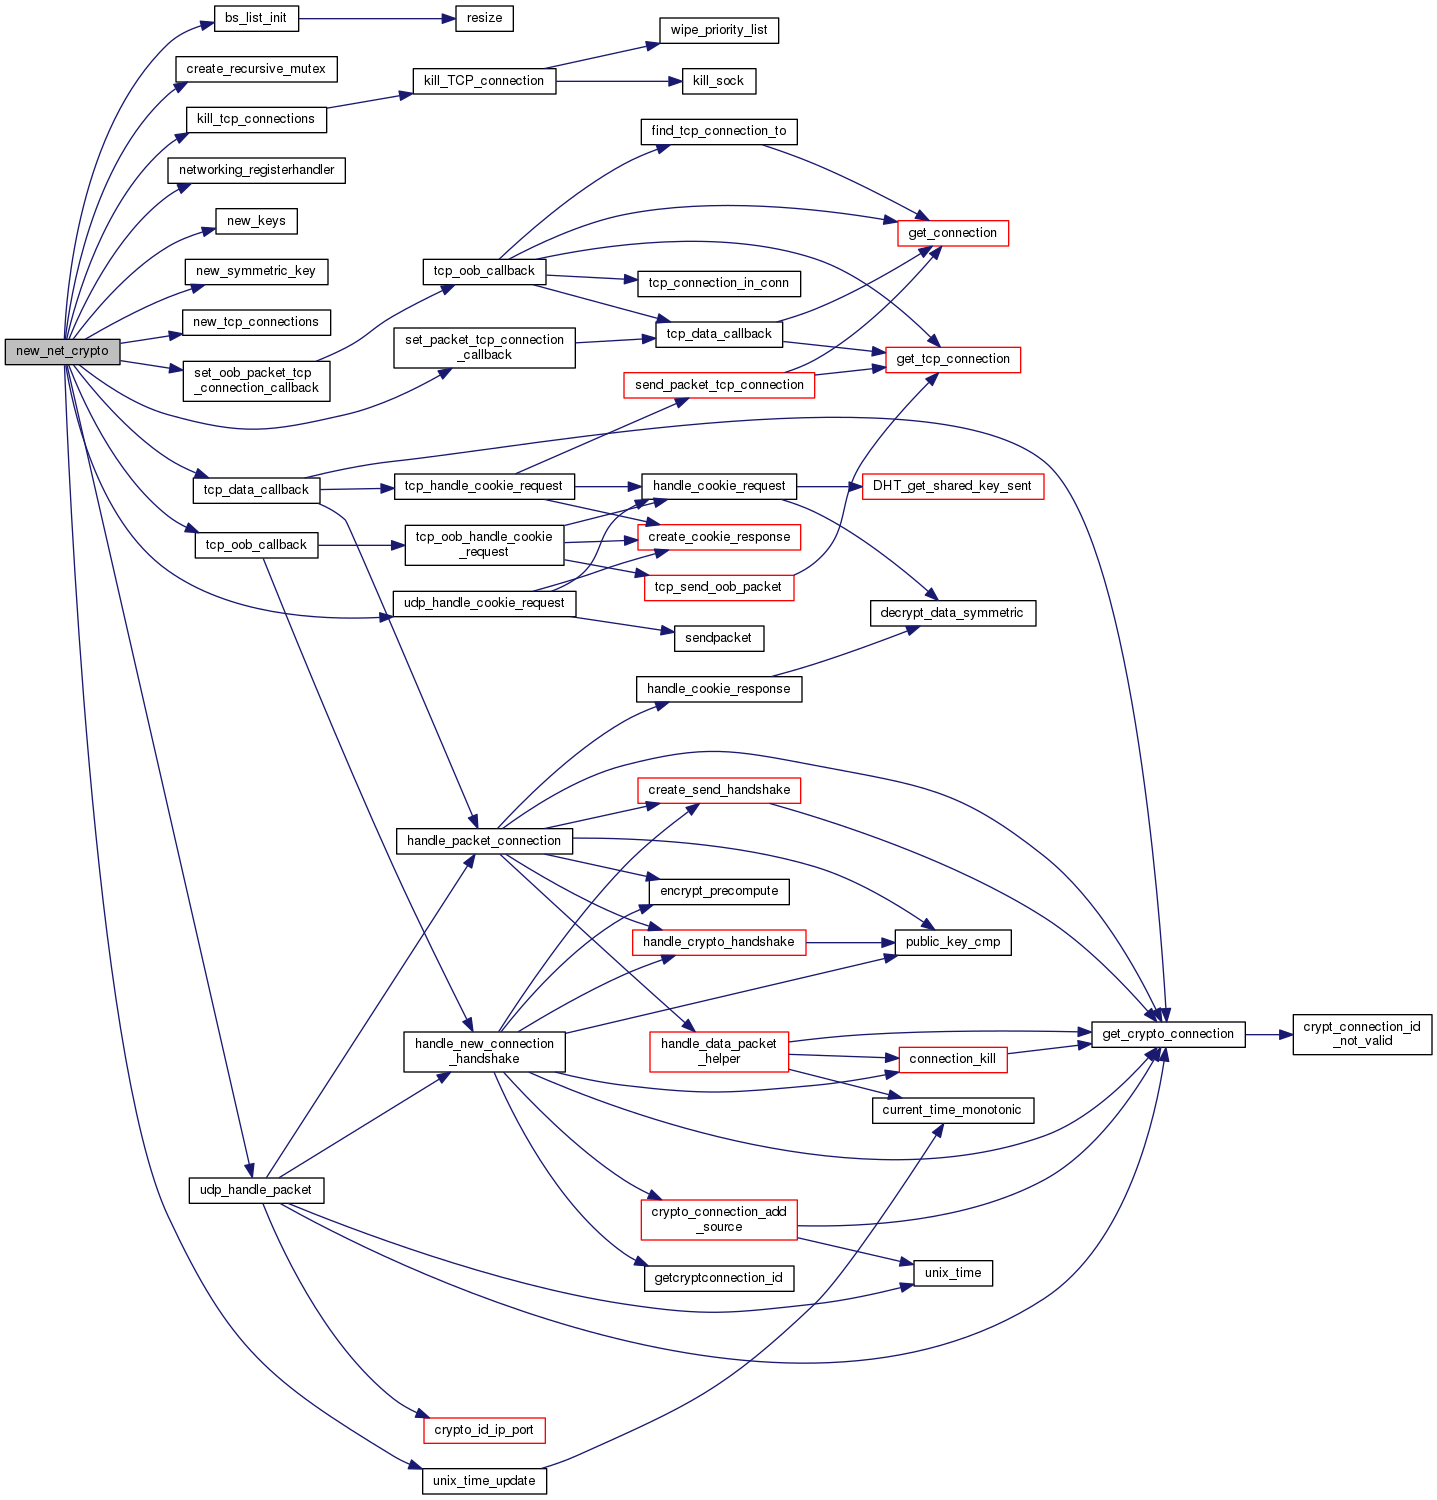 bs_list_init
resize
wipe_priority_list
create_recursive_mutex
kill_TCP_connection
kill_sock
kill_tcp_connections
find_tcp_connection_to
networking_registerhandler
new_keys
get_connection
new_symmetric_key
tcp_oob_callback
tcp_connection_in_conn
new_tcp_connections
set_packet_tcp_connection
_callback
tcp_data_callback
new_net_crypto
get_tcp_connection
set_oob_packet_tcp
_connection_callback
send_packet_tcp_connection
tcp_data_callback
tcp_handle_cookie_request
handle_cookie_request
DHT_get_shared_key_sent
tcp_oob_callback
tcp_oob_handle_cookie
_request
create_cookie_response
tcp_send_oob_packet
udp_handle_cookie_request
decrypt_data_symmetric
sendpacket
handle_cookie_response
create_send_handshake
handle_packet_connection
encrypt_precompute
handle_crypto_handshake
public_key_cmp
handle_new_connection
_handshake
handle_data_packet
_helper
get_crypto_connection
crypt_connection_id
_not_valid
connection_kill
current_time_monotonic
udp_handle_packet
crypto_connection_add
_source
getcryptconnection_id
unix_time
crypto_id_ip_port
unix_time_update